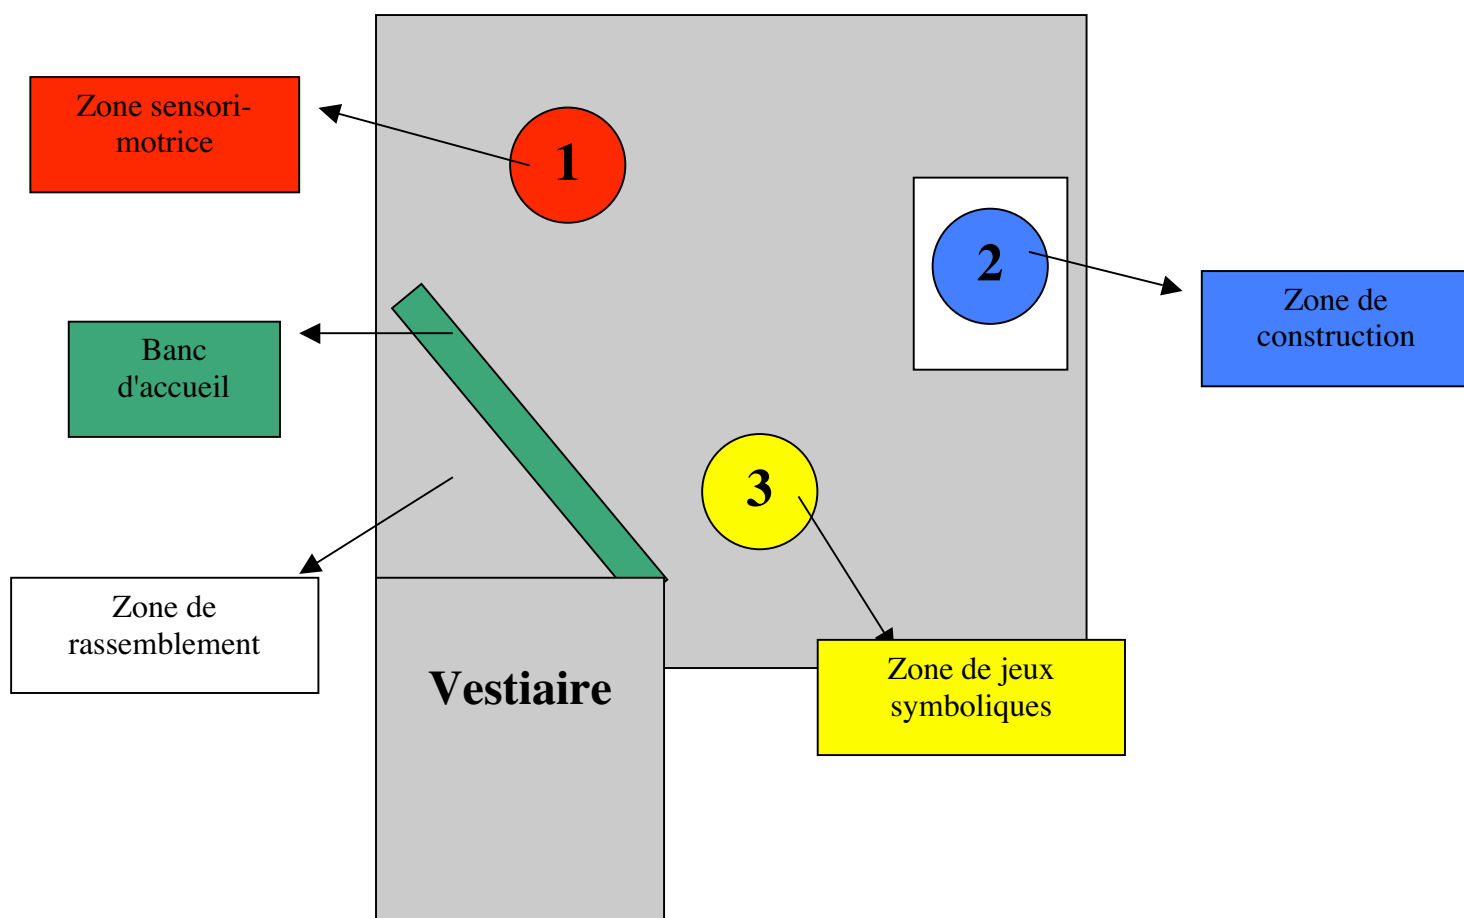 Zone sensori-
motrice
1
2
Zone de
construction
Banc
d'accueil
3
Zone de
rassemblement
Vestiaire
Zone de jeux
symboliques